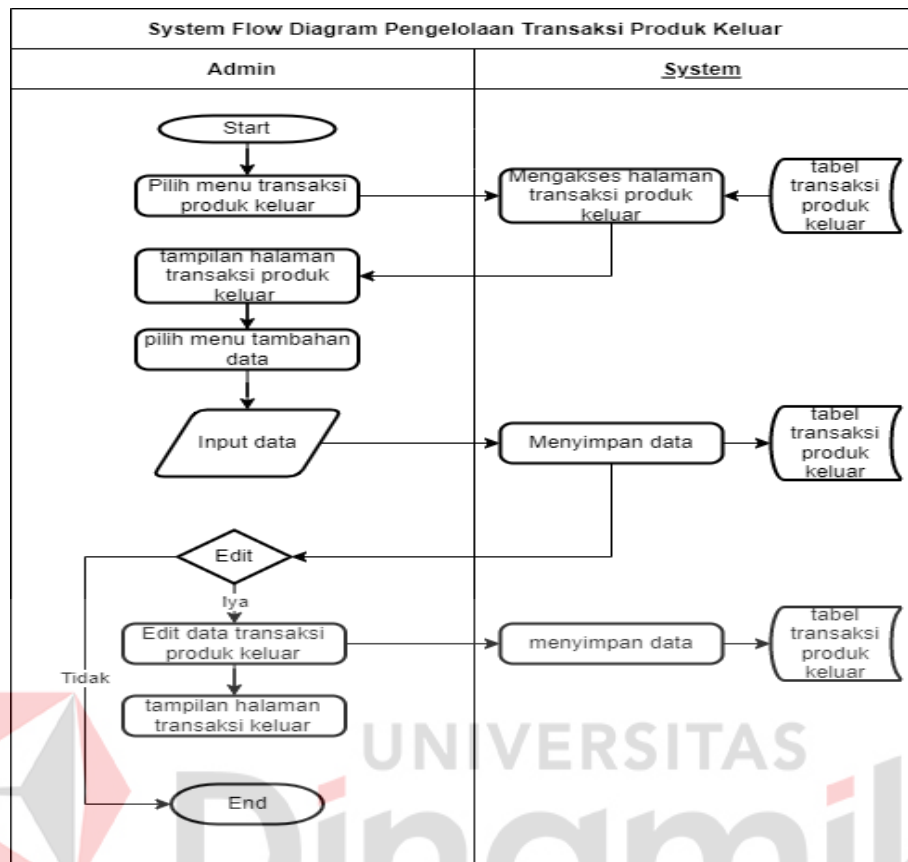 System Flow Diagram Pengelolaan Transaksi Produk Keluar
Admin
System
Start
Pilih menu transaksi
produk keluar
Mengakses halaman
transaksi produk
keluar
tabel
transaksi
produk
keluar
tampilan halaman
transaksi produk
keluar
pilih menu tambahan
data
Input data
Menyimpan data
tabel
transaksi
produk
keluar
Edit
Iya
Edit data transaksi
produk keluar
menyimpan data
tabel
transaksi
produk
keluar
Tidak
tampilan halaman
transaksi keluar
End
UNIVERSITAS